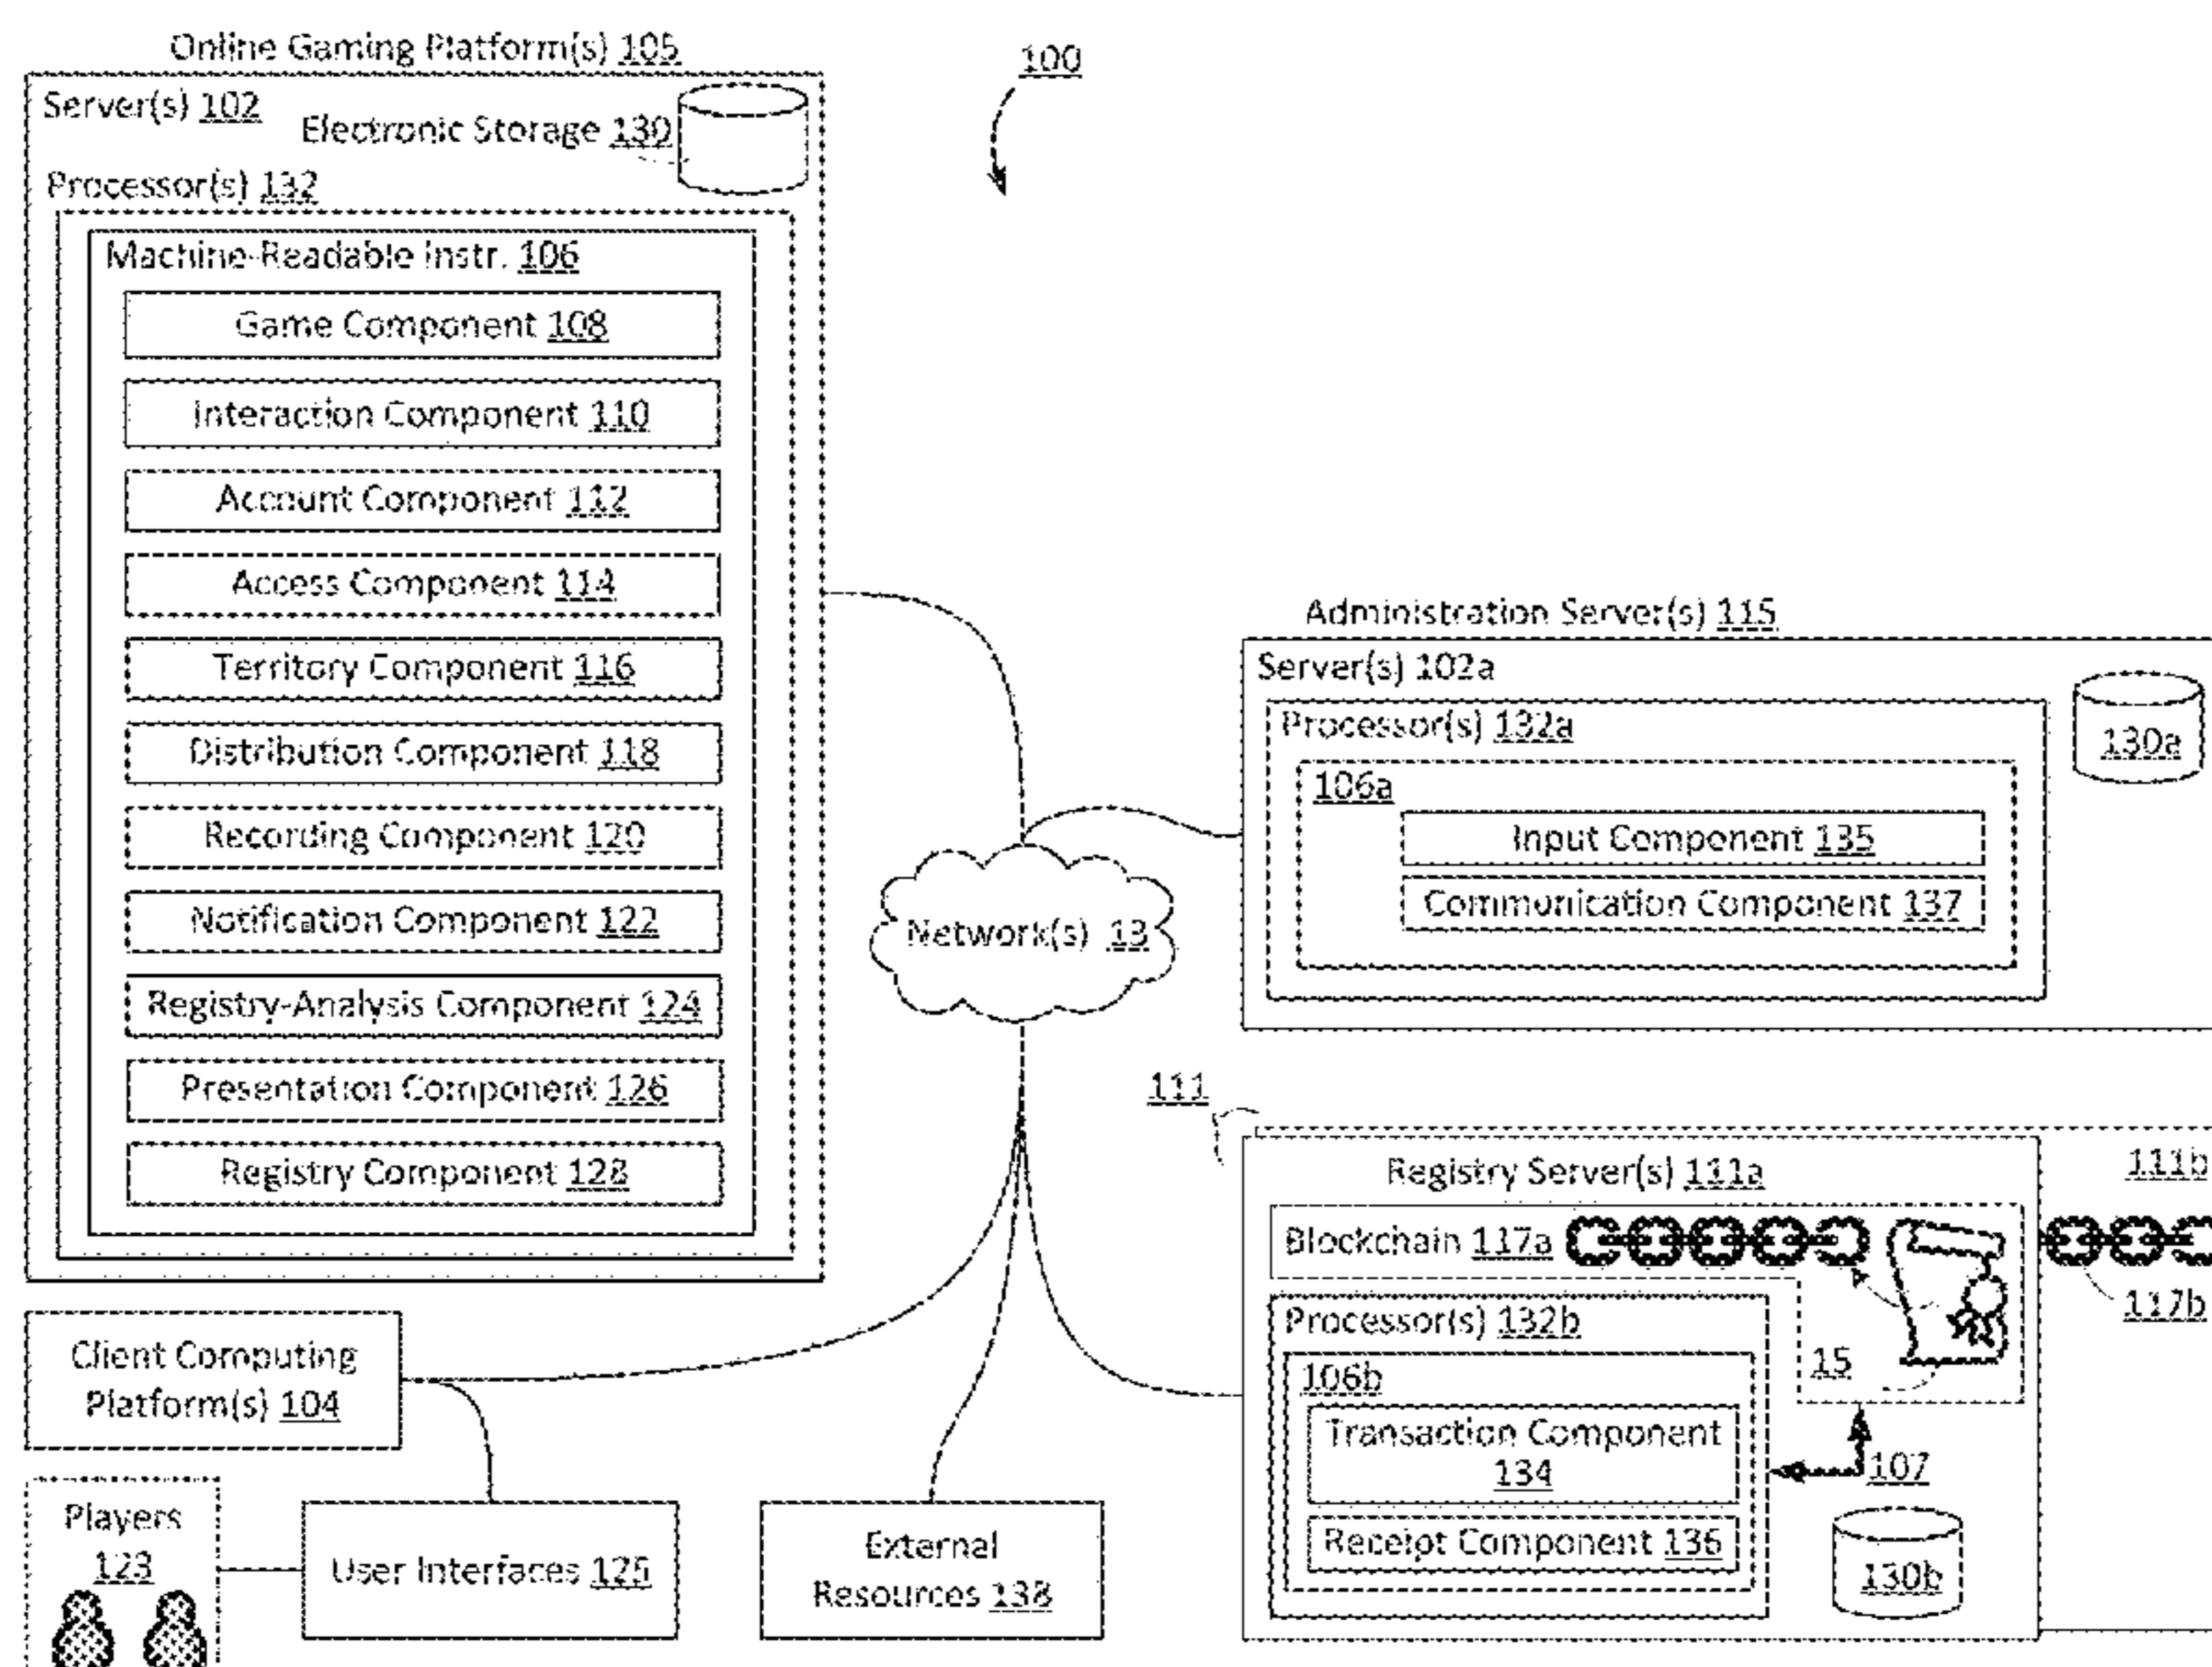 Online Gaming Platform(s) 105
100
Server(s) 102
Electronic Storage 130
Processor(s) 132
Machine-Readable Instr. 106
Game Component 108
Interaction Component 110
Account Component 112
Access Component 114
Territory Component 116
Distribution Component 118
Recording Component 120
Notification Component 122
Registry-Analysis Component 124
Presentation Component 126
Registry Component 128
Network(s) 13
Administration Server(s) 115
Server(s) 102a
Processor(s) 132a
130a
106a
Input Component 135
Communication Component 137
111
Registry Server(s) 111a
111b
Blockchain 117a
117b
Processor(s) 132b
15
106b
Transaction Component
134
107
Receipt Component 136
130b
Client Computing
Platform(s) 104
Players
123
User Interfaces 125
External
Resources 138